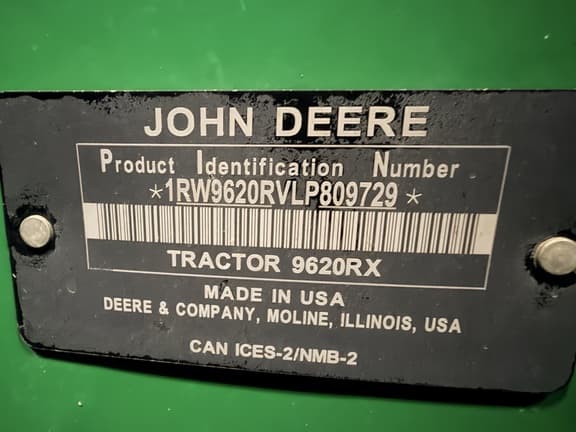 JOHN DEERE
Product Identification Number
*1RW9620RVLP809729*
TRACTOR 9620RX
MADE IN USA
DEERE & COMPANY, MOLINE, ILLINOIS, USA
CAN ICES-2/NMB-2